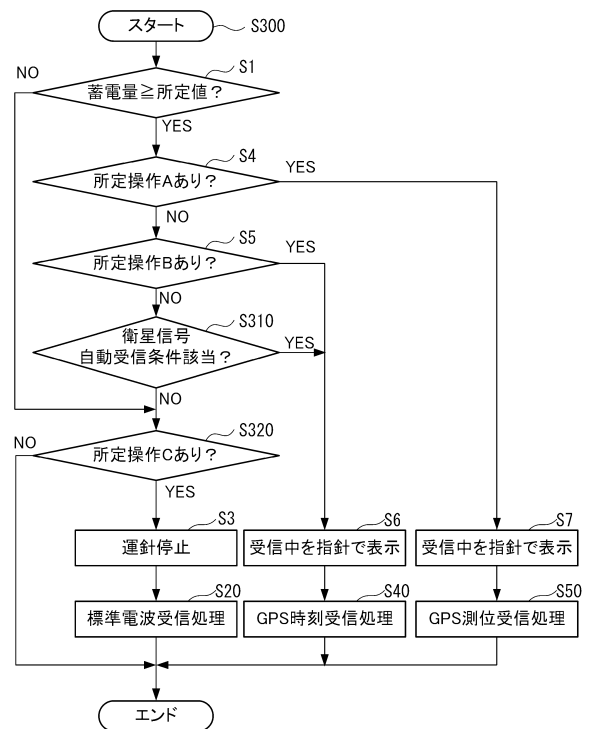 スタート
S300
S1
NO
蓄電量≧所定値？
YES
S4
所定操作Aあり？
YES
NO
S5
所定操作Bあり？
YES
NO
S310
衛星信号
自動受信条件該当？
YES
NO
S320
NO
所定操作Cあり？
YES
S3
運針停止
S6
受信中を指針で表示
S7
受信中を指針で表示
S20
標準電波受信処理
S40
GPS時刻受信処理
S50
GPS測位受信処理
エンド